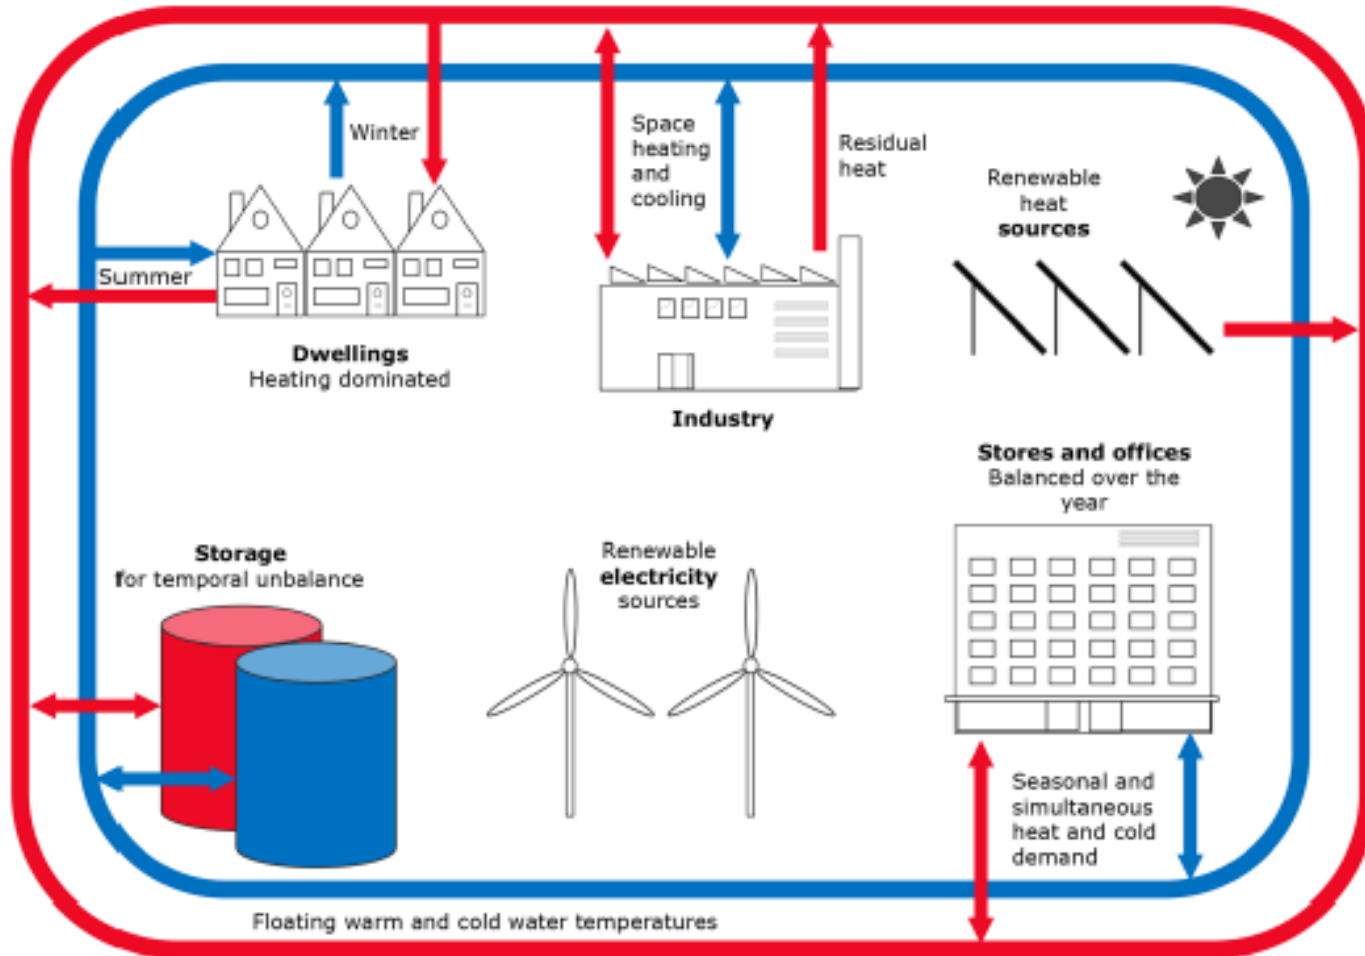 Winter
Space
heating
and
cooling
Residual
heat
Renewable
heat
sources
Summer
Dwellings
Heating dominated
Industry
Stores and offices
Balanced over the
year
Storage
for temporal unbalance
Renewable
electricity
sources
Seasonal and
simultaneous
heat and cold
demand
Floating warm and cold water temperatures